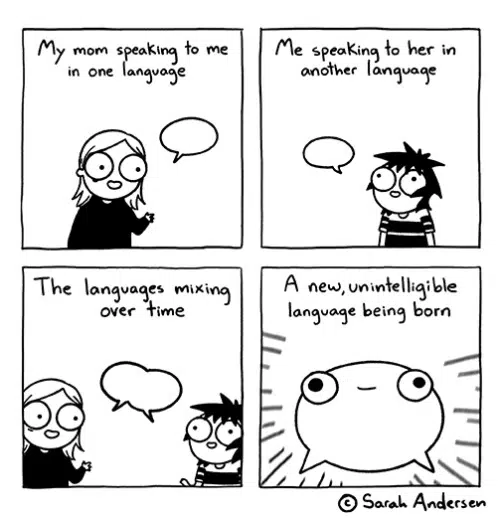 My mom speaking to me
in one language
Me speaking to her in
another language
The languages mixing
over time
A new, unintelligible
language being born
© Sarah Andersen